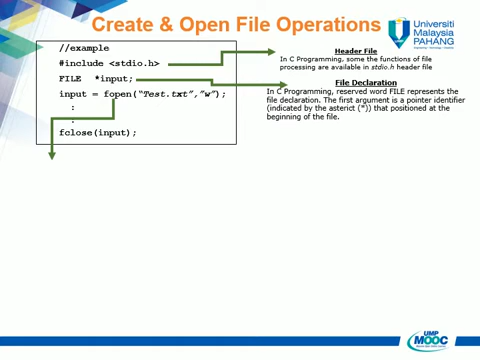 Create & Open File Operations
Universiti
Malaysia
PAHANG
//example
#include <stdio.h>
FILE *input;
input = fopen("Test.txt","w");
:
.
fclose(input);
Header File
In C Programming, some the functions of file
processing are available in stdio.h header file
File Declaration
In C Programming, reserved word FILE represents the
file declaration. The first argument is a pointer identifier
(indicated by the asterict (*)) that positioned at the
beginning of the file.
UMP
MOOC